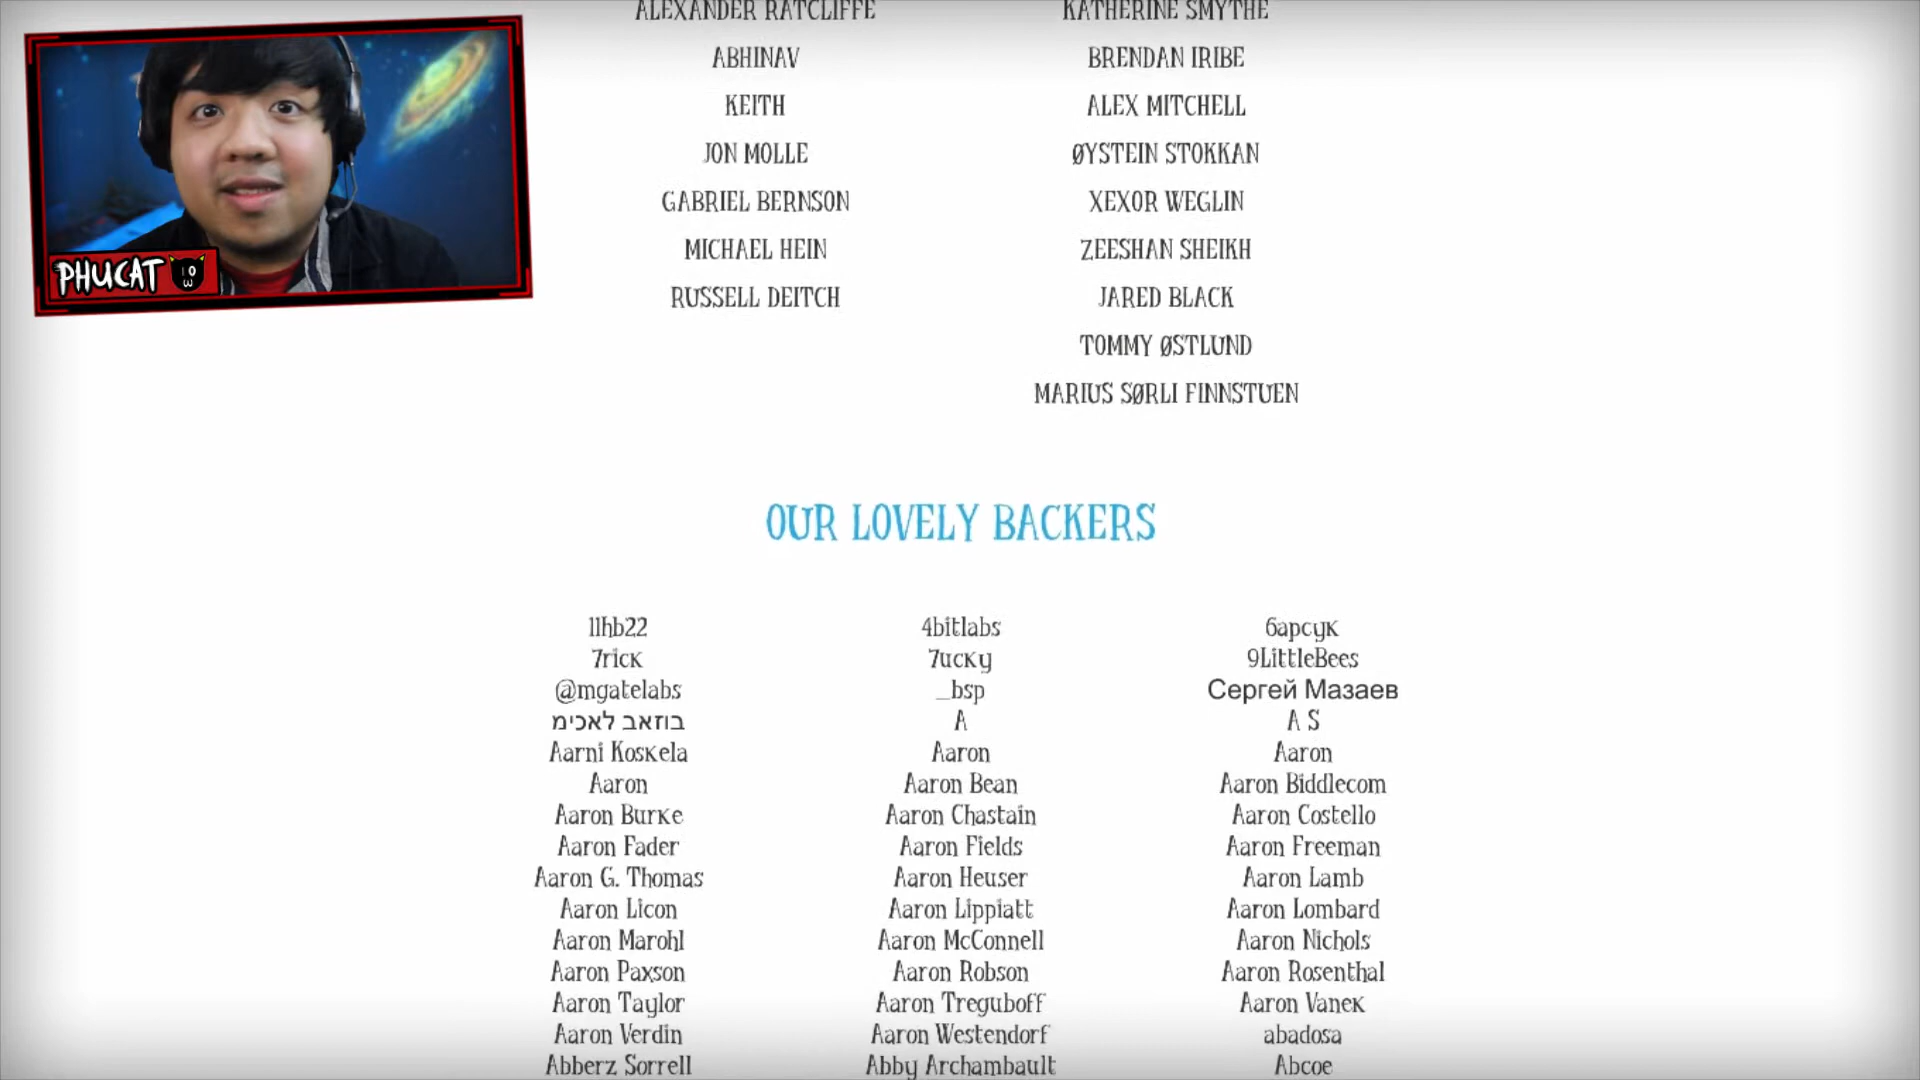 ALEXANDER RATCLIFFE KATHERINE SMYTHE
ABHINAV BRENDAN IRIBE
KEITH ALEX MITCHELL
JON MOLLE ØYSTEIN STOKKAN
GABRIEL BERNSON XEXOR WEGLIN
MICHAEL HEIN ZEESHAN SHEIKH
RUSSELL DEITCH JARED BLACK
TOMMY ØSTLUND
MARIUS SØRLI FINNSTUEN
PHUCAT
OUR LOVELY BACKERS
11hb22 4bitlabs 6apcyk
7rick 7ucky 9LittleBees
@mgatelabs _bsp Сергей Мазаев
בוזאב לאכימ A A S
Aarni Koskela Aaron Aaron
Aaron Aaron Bean Aaron Biddlecom
Aaron Burke Aaron Chastain Aaron Costello
Aaron Fader Aaron Fields Aaron Freeman
Aaron G. Thomas Aaron Heuser Aaron Lamb
Aaron Licon Aaron Lippiatt Aaron Lombard
Aaron Marohl Aaron McConnell Aaron Nichols
Aaron Paxson Aaron Robson Aaron Rosenthal
Aaron Taylor Aaron Treguboff Aaron Vanek
Aaron Verdin Aaron Westendorf abadosa
Abberz Sorrell Abby Archambault Abcoe